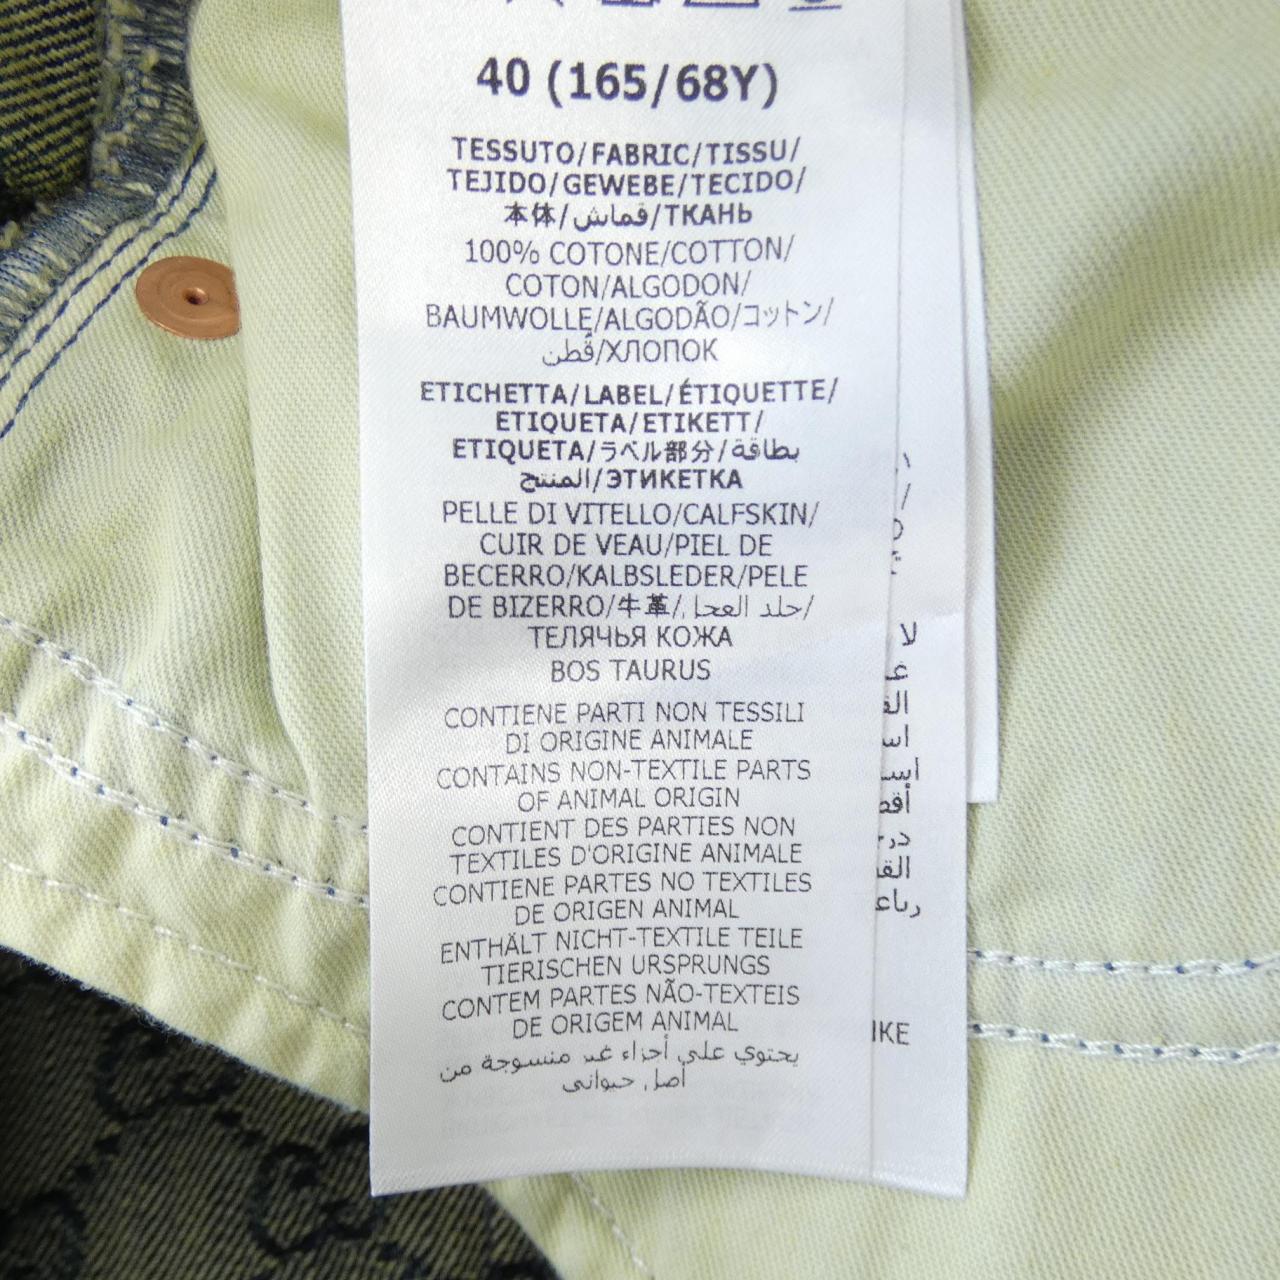 40 (165/68Y)
TESSUTO/FABRIC/TISSU/
TEJIDO/GEWEBE/TECIDO/
本体/قماش/ТКАНЬ
100% COTONE/COTTON/
COTON/ALGODON/
BAUMWOLLE/ALGODÃO/コットン/
قطن/ХЛОПОК
ETICHETTA/LABEL/ÉTIQUETTE/
ETIQUETA/ETIKETT/
ETIQUETA/ラベル部分/بطاقة
المنتج/ЭТИКЕТКА
PELLE DI VITELLO/CALFSKIN/
CUIR DE VEAU/PIEL DE
BECERRO/KALBSLEDER/PELE
DE BIZERRO/牛革/جلد العجل/
ТЕЛЯЧЬЯ КОЖА
BOS TAURUS
CONTIENE PARTI NON TESSILI
DI ORIGINE ANIMALE
CONTAINS NON-TEXTILE PARTS
OF ANIMAL ORIGIN
CONTIENT DES PARTIES NON
TEXTILES D'ORIGINE ANIMALE
CONTIENE PARTES NO TEXTILES
DE ORIGEN ANIMAL
ENTHÄLT NICHT-TEXTILE TEILE
TIERISCHEN URSPRUNGS
CONTEM PARTES NÃO-TEXTEIS
DE ORIGEM ANIMAL
يحتوي على أجزاء غير منسوجة من
أصل حيواني